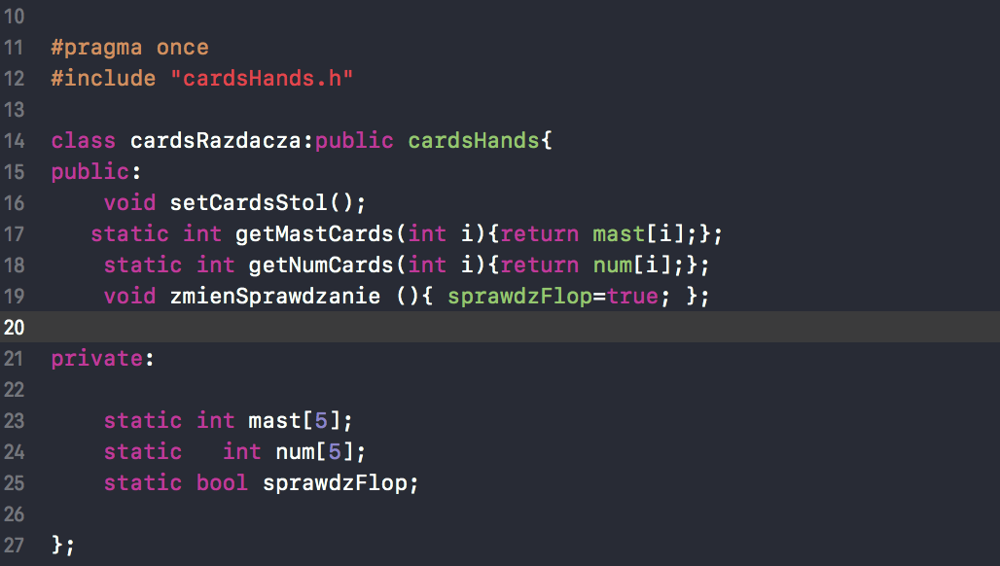 10
11 #pragma once
12 #include "cardsHands.h"
13
14 class cardsRazdacza:public cardsHands{
15 public:
16     void setCardsStol();
17    static int getMastCards(int i){return mast[i];};
18     static int getNumCards(int i){return num[i];};
19     void zmienSprawdzanie (){ sprawdzFlop=true; };
20
21 private:
22
23     static int mast[5];
24     static   int num[5];
25     static bool sprawdzFlop;
26
27 };